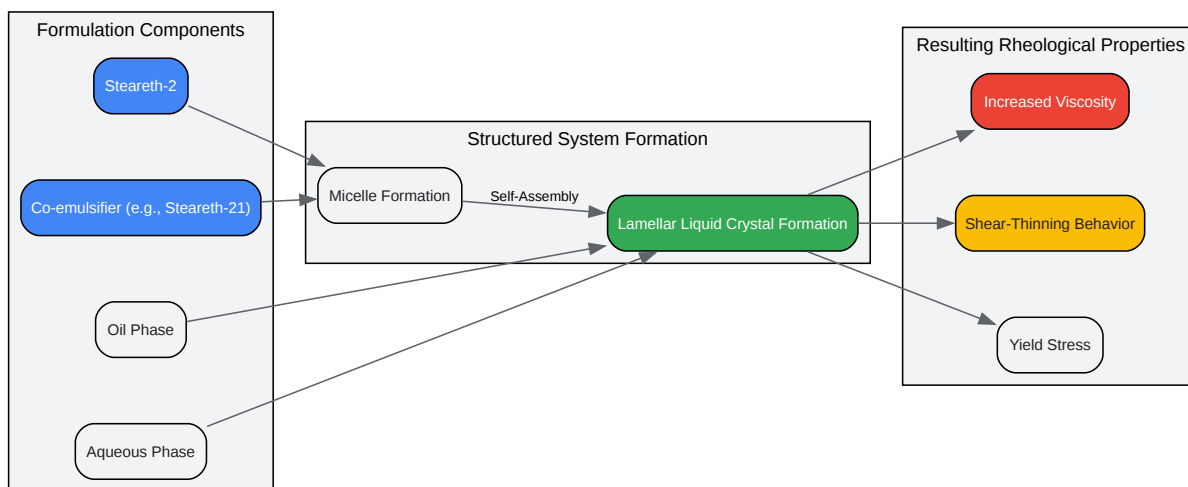 Formulation Components
Steareth-2
Co-emulsifier (e.g., Steareth-21)
Oil Phase
Aqueous Phase
Structured System Formation
Micelle Formation
Self-Assembly
Lamellar Liquid Crystal Formation
Resulting Rheological Properties
Increased Viscosity
Shear-Thinning Behavior
Yield Stress